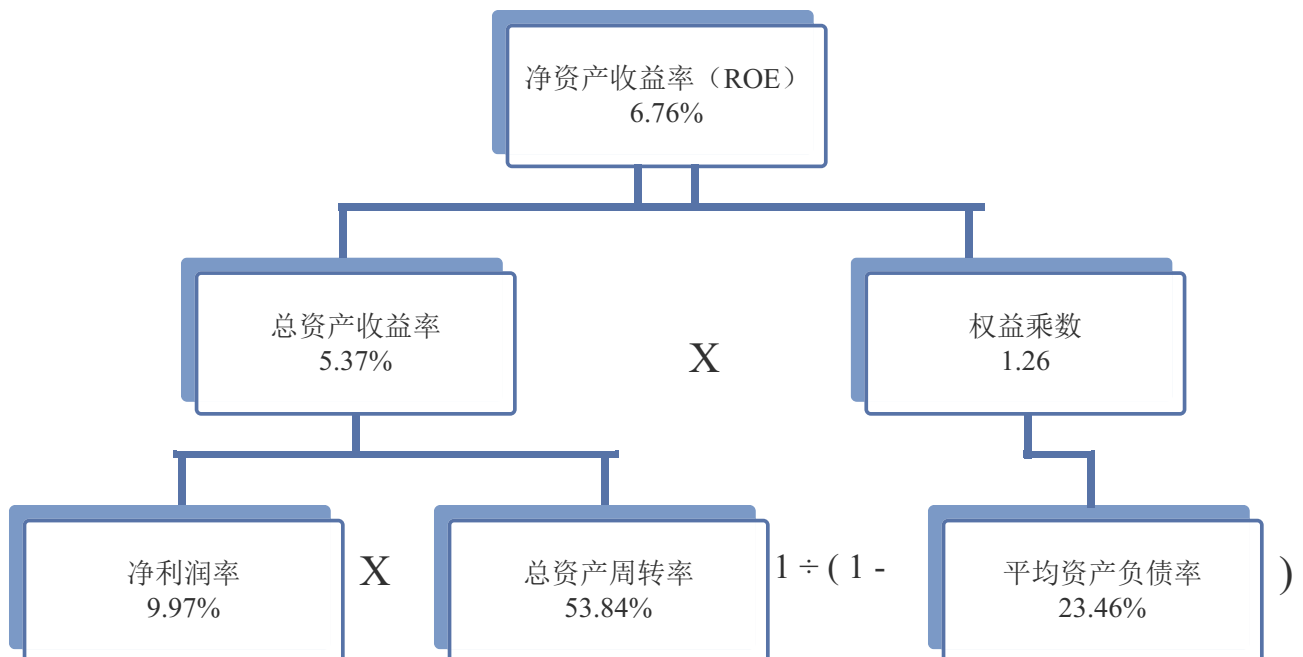 净资产收益率（ROE）
6.76%
总资产收益率
5.37%
X
权益乘数
1.26
净利润率
9.97%
X
总资产周转率
53.84%
1 ÷ ( 1 -
平均资产负债率
23.46%
)